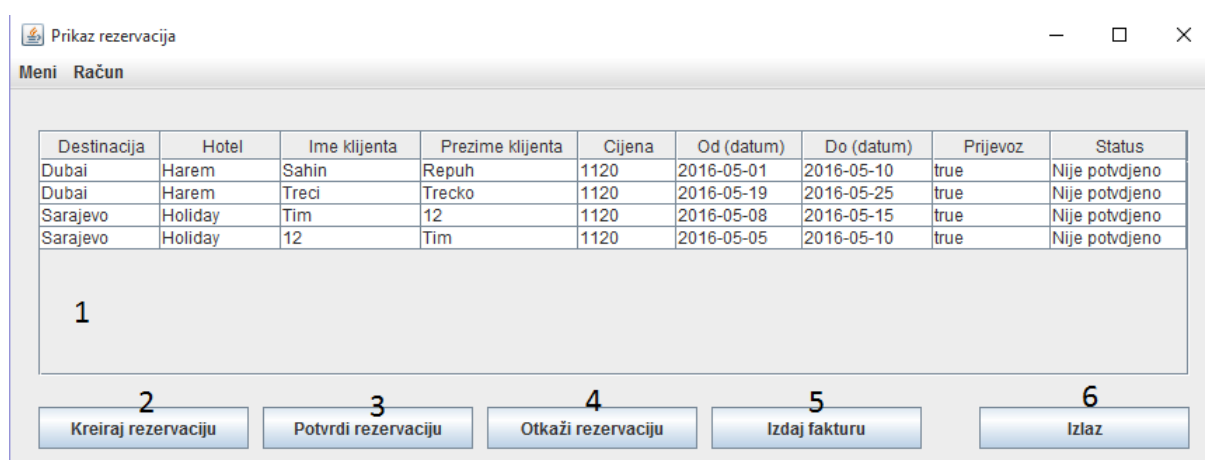 Prikaz rezervacija
Meni Račun
Destinacija Hotel Ime klijenta Prezime klijenta Cijena Od (datum) Do (datum) Prijevoz Status
Dubai Harem Sahin Repuh 1120 2016-05-01 2016-05-10 true Nije potvdjeno
Dubai Harem Treci Trecko 1120 2016-05-19 2016-05-25 true Nije potvdjeno
Sarajevo Holiday Tim 12 1120 2016-05-08 2016-05-15 true Nije potvdjeno
Sarajevo Holiday 12 Tim 1120 2016-05-05 2016-05-10 true Nije potvdjeno
1
2 3 4 5 6
Kreiraj rezervaciju Potvrdi rezervaciju Otkaži rezervaciju Izdaj fakturu Izlaz